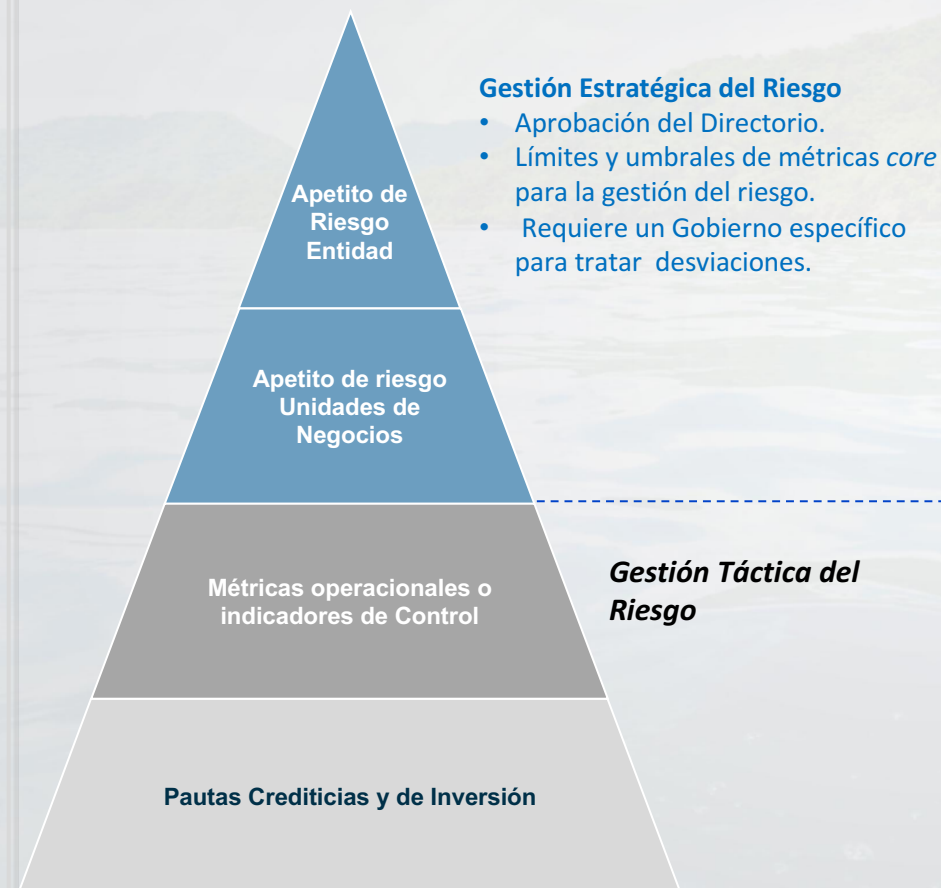 Gestión Estratégica del Riesgo
• Aprobación del Directorio.
• Límites y umbrales de métricas core
para la gestión del riesgo.
• Requiere un Gobierno específico
para tratar desviaciones.
Apetito de
Riesgo
Entidad
Apetito de riesgo
Unidades de
Negocios
Métricas operacionales o
indicadores de Control
Gestión Táctica del
Riesgo
Pautas Crediticias y de Inversión